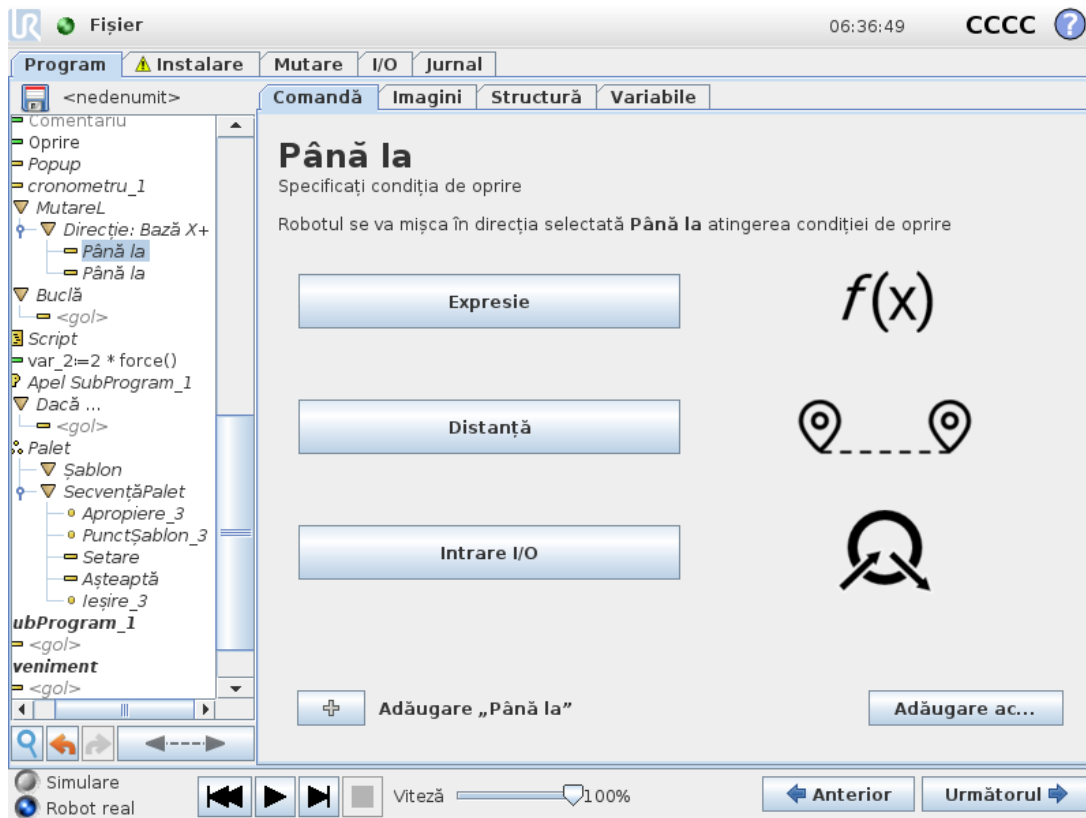 UR Fișier 06:36:49 CCCC ?
Program Instalare Mutare I/O Jurnal
<nedenumit>
Comandă Imagini Structură Variabile
Comentariu
Oprire
Popup
cronometru_1
MutareL
Direcție: Bază X+
Până la
Până la
Buclă
<gol>
Script
var_2:=2 * force()
Apel SubProgram_1
Dacă ...
<gol>
Palet
Șablon
SecvențăPalet
Apropiere_3
PunctȘablon_3
Setare
Așteaptă
Ieșire_3
ubProgram_1
<gol>
veniment
<gol>
Până la
Specificați condiția de oprire
Robotul se va mișca în direcția selectată Până la atingerea condiției de oprire
Expresie f(x)
Distanță
Intrare I/O
Adăugare „Până la”
Adăugare ac...
Simulare
Robot real
Viteză 100%
Anterior Următorul